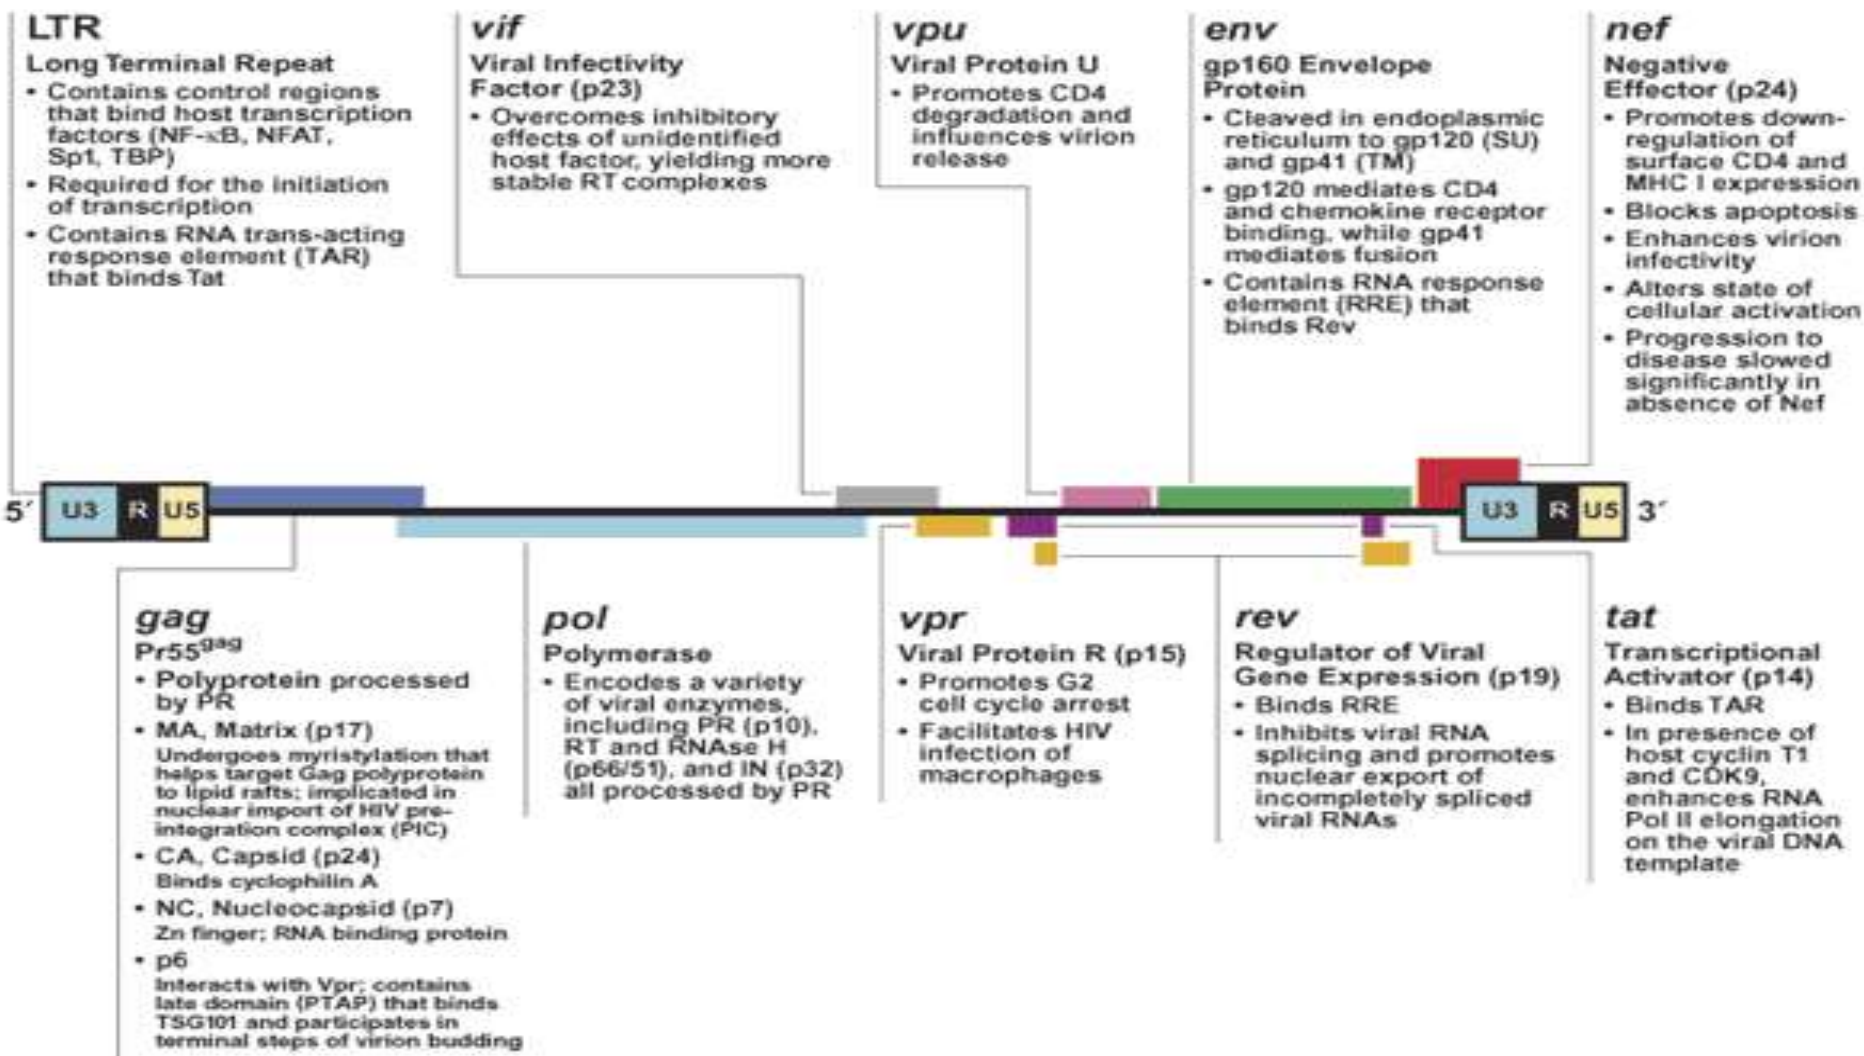 LTR
Long Terminal Repeat
• Contains control regions
that bind host transcription
factors (NF-κB, NFAT,
Sp1, TBP)
• Required for the initiation
of transcription
• Contains RNA trans-acting
response element (TAR)
that binds Tat
vif
Viral Infectivity
Factor (p23)
• Overcomes inhibitory
effects of unidentified
host factor, yielding more
stable RT complexes
vpu
Viral Protein U
• Promotes CD4
degradation and
influences virion
release
env
gp160 Envelope
Protein
• Cleaved in endoplasmic
reticulum to gp120 (SU)
and gp41 (TM)
• gp120 mediates CD4
and chemokine receptor
binding, while gp41
mediates fusion
• Contains RNA response
element (RRE) that
binds Rev
nef
Negative
Effector (p24)
• Promotes down-
regulation of
surface CD4 and
MHC I expression
• Blocks apoptosis
• Enhances virion
infectivity
• Alters state of
cellular activation
• Progression to
disease slowed
significantly in
absence of Nef
5′ U3 R U5 U3 R U5 3′
gag
Pr55gag
• Polyprotein processed
by PR
• MA, Matrix (p17)
Undergoes myristylation that
helps target Gag polyprotein
to lipid rafts; implicated in
nuclear import of HIV pre-
integration complex (PIC)
• CA, Capsid (p24)
Binds cyclophilin A
• NC, Nucleocapsid (p7)
Zn finger; RNA binding protein
• p6
Interacts with Vpr; contains
late domain (PTAP) that binds
TSG101 and participates in
terminal steps of virion budding
pol
Polymerase
• Encodes a variety
of viral enzymes,
including PR (p10),
RT and RNAse H
(p66/51), and IN (p32)
all processed by PR
vpr
Viral Protein R (p15)
• Promotes G2
cell cycle arrest
• Facilitates HIV
infection of
macrophages
rev
Regulator of Viral
Gene Expression (p19)
• Binds RRE
• Inhibits viral RNA
splicing and promotes
nuclear export of
incompletely spliced
viral RNAs
tat
Transcriptional
Activator (p14)
• Binds TAR
• In presence of
host cyclin T1
and CDK9,
enhances RNA
Pol II elongation
on the viral DNA
template